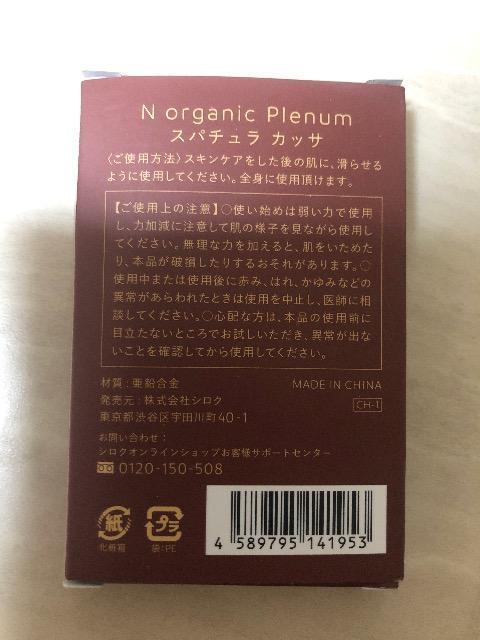 N organic Plenum
スパチュラ カッサ
〈ご使用方法〉スキンケアをした後の肌に、滑らせる
ように使用してください。全身に使用頂けます。
【ご使用上の注意】○使い始めは弱い力で使用
し、力加減に注意して肌の様子を見ながら使用し
てください。無理な力を加えると、肌をいためた
り、本品が破損したりするおそれがあります。○
使用中または使用後に赤み、はれ、かゆみなどの
異常があらわれたときは使用を中止し、医師に相
談してください。○心配な方は、本品の使用前に
目立たないところでお試しいただき、異常が出な
いことを確認してから使用してください。
材質：亜鉛合金 MADE IN CHINA
発売元：株式会社シロク CH-1
東京都渋谷区宇田川町40-1
お問い合わせ：
シロクオンラインショップお客様サポートセンター
0120-150-508
紙 プラ
化粧箱 袋:PE
4 589795 141953